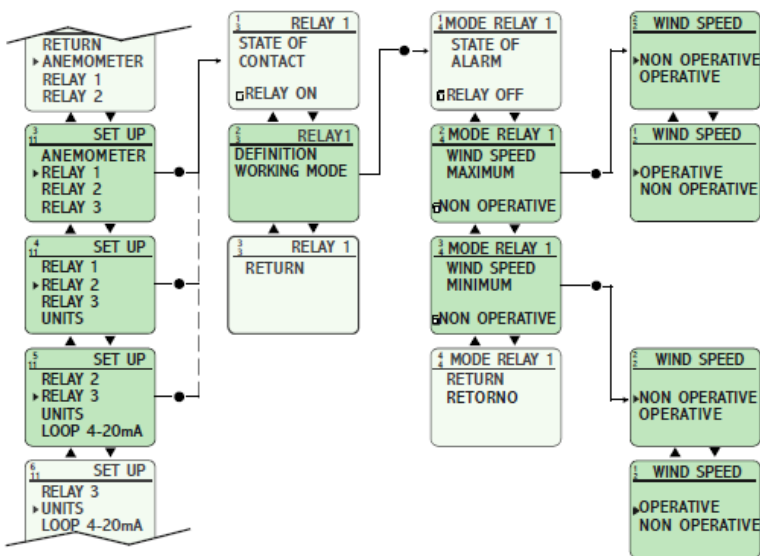 RETURN
▸ANEMOMETER
RELAY 1
RELAY 2
3/11 SET UP
ANEMOMETER
▸RELAY 1
RELAY 2
RELAY 3
4/11 SET UP
RELAY 1
▸RELAY 2
RELAY 3
UNITS
5/11 SET UP
RELAY 2
▸RELAY 3
UNITS
LOOP 4-20mA
6/11 SET UP
RELAY 3
▸UNITS
LOOP 4-20mA
1/3 RELAY 1
STATE OF
CONTACT
RELAY ON
2/3 RELAY1
DEFINITION
WORKING MODE
3/3 RELAY 1
RETURN
1/4 MODE RELAY 1
STATE OF
ALARM
RELAY OFF
2/4 MODE RELAY 1
WIND SPEED
MAXIMUM
NON OPERATIVE
3/4 MODE RELAY 1
WIND SPEED
MINIMUM
NON OPERATIVE
4/4 MODE RELAY 1
RETURN
RETORNO
2/2 WIND SPEED
▸NON OPERATIVE
OPERATIVE
1/2 WIND SPEED
▸OPERATIVE
NON OPERATIVE
2/2 WIND SPEED
▸NON OPERATIVE
OPERATIVE
1/2 WIND SPEED
▸OPERATIVE
NON OPERATIVE